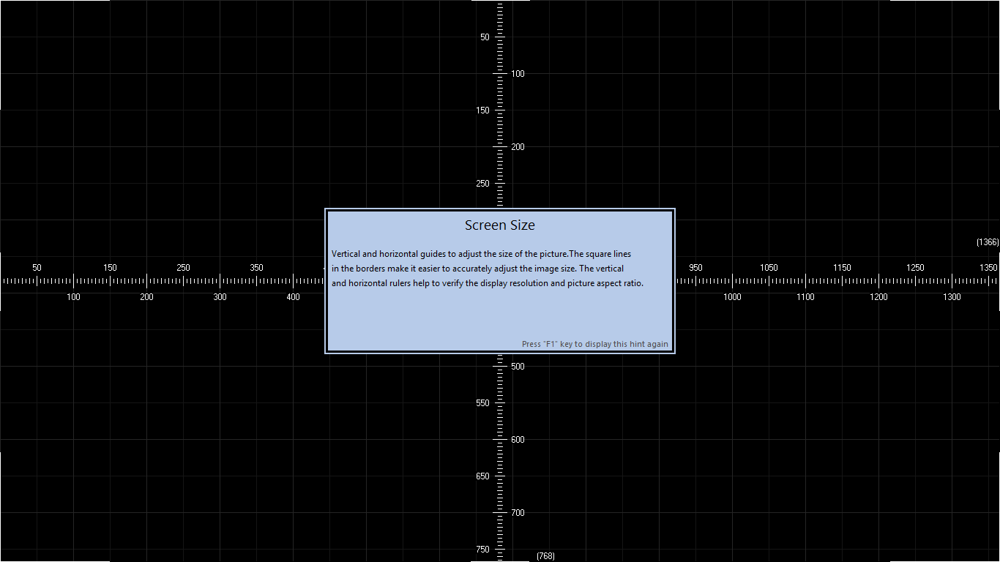 50
100
150
200
250
Screen Size
(1366)
Vertical and horizontal guides to adjust the size of the picture.The square lines
in the borders make it easier to accurately adjust the image size. The vertical
and horizontal rulers help to verify the display resolution and picture aspect ratio.
50 150 250 350 950 1050 1150 1250 1350
100 200 300 400 1000 1100 1200 1300
Press "F1" key to display this hint again
500
550
600
650
700
750
(768)